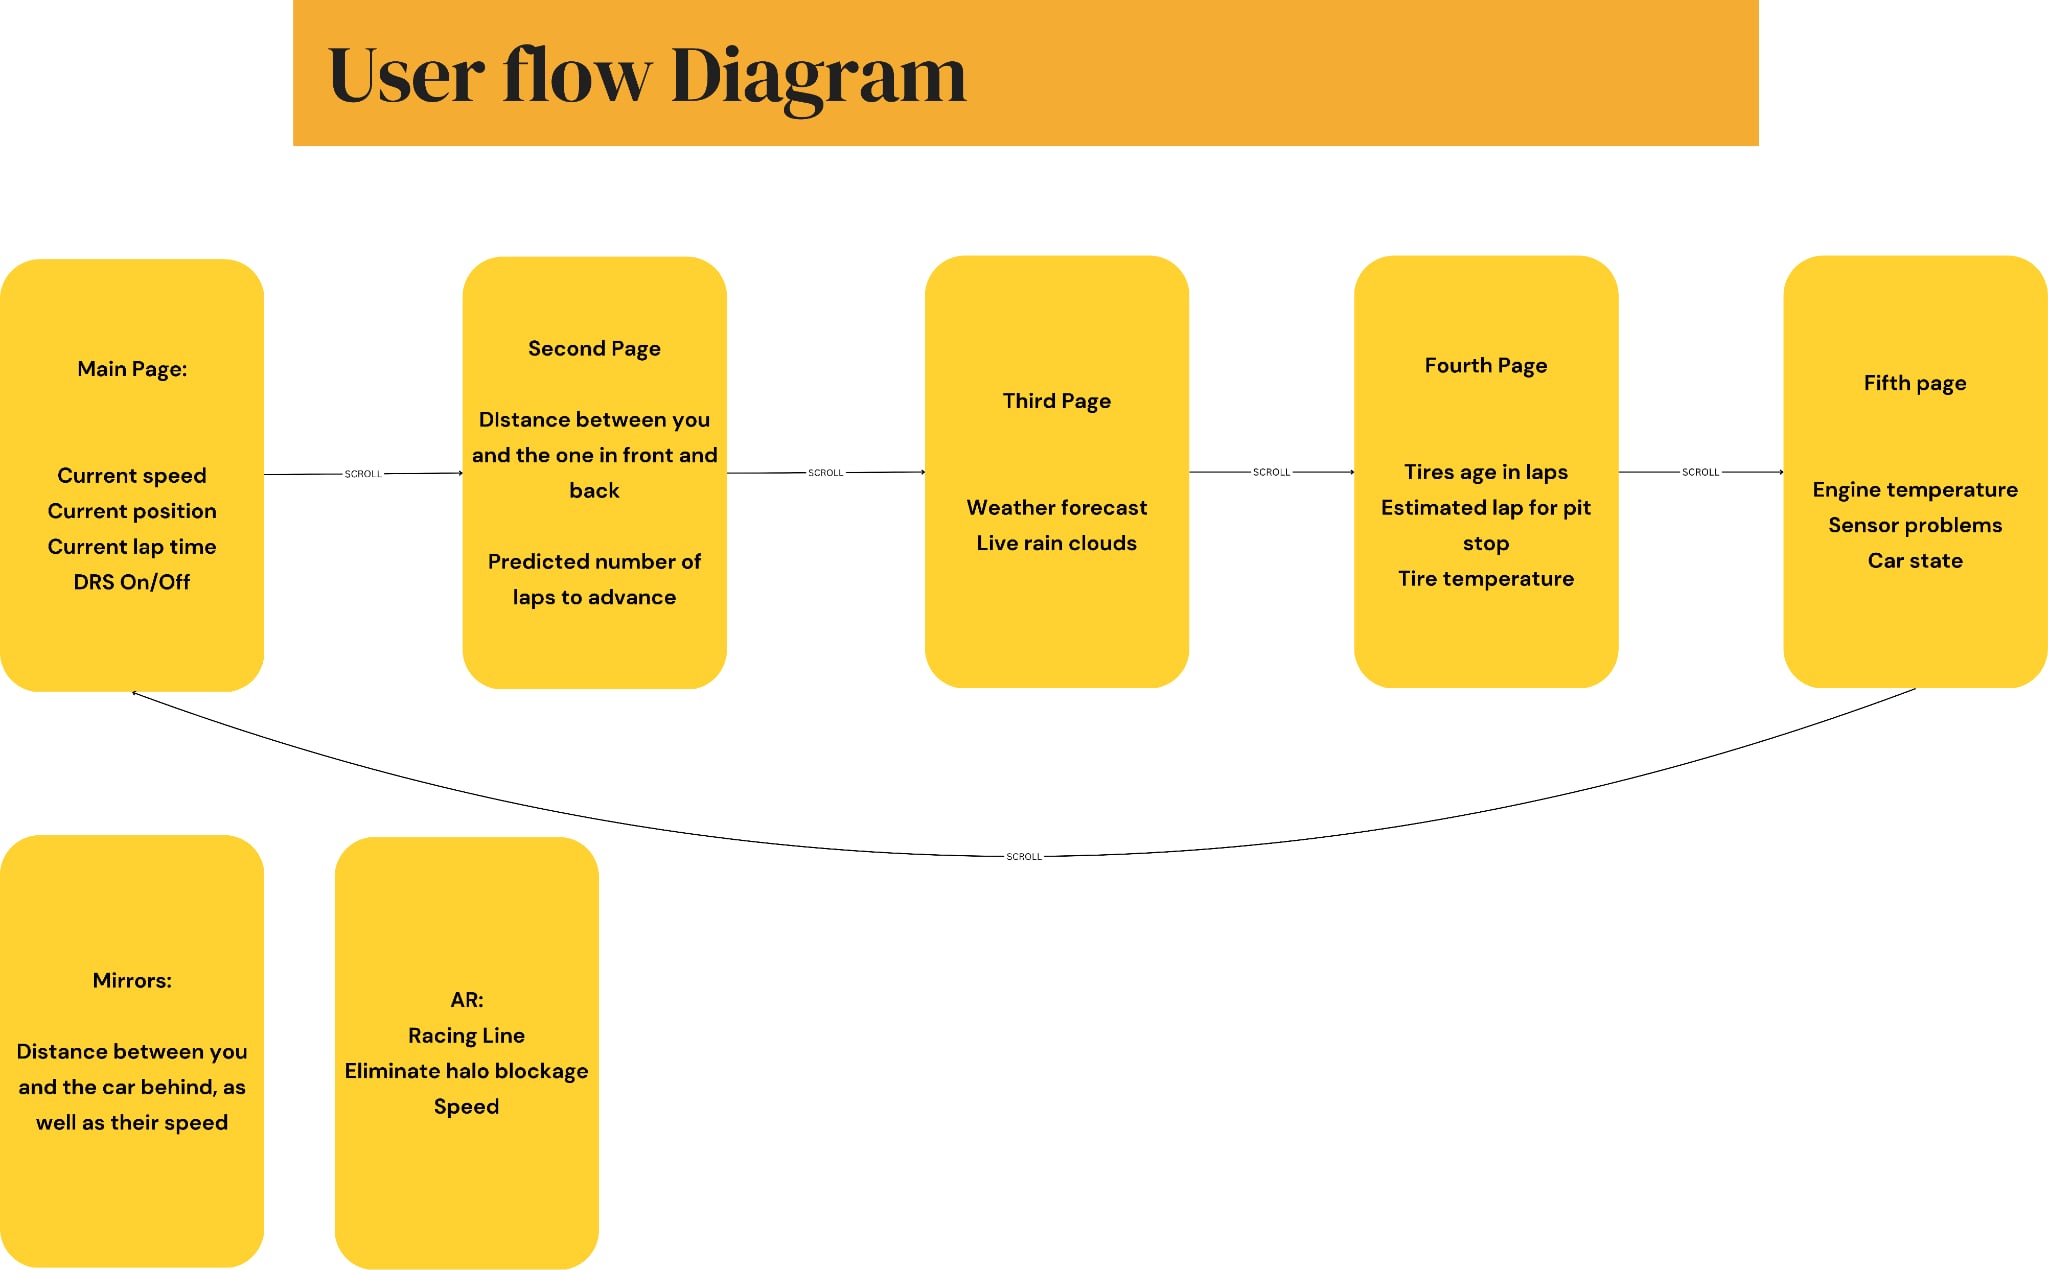 User flow Diagram
Main Page:
Current speed
Current position
Current lap time
DRS On/Off
SCROLL
Second Page
DIstance between you
and the one in front and
back
Predicted number of
laps to advance
SCROLL
Third Page
Weather forecast
Live rain clouds
SCROLL
Fourth Page
Tires age in laps
Estimated lap for pit
stop
Tire temperature
SCROLL
Fifth page
Engine temperature
Sensor problems
Car state
SCROLL
Mirrors:
Distance between you
and the car behind, as
well as their speed
AR:
Racing Line
Eliminate halo blockage
Speed